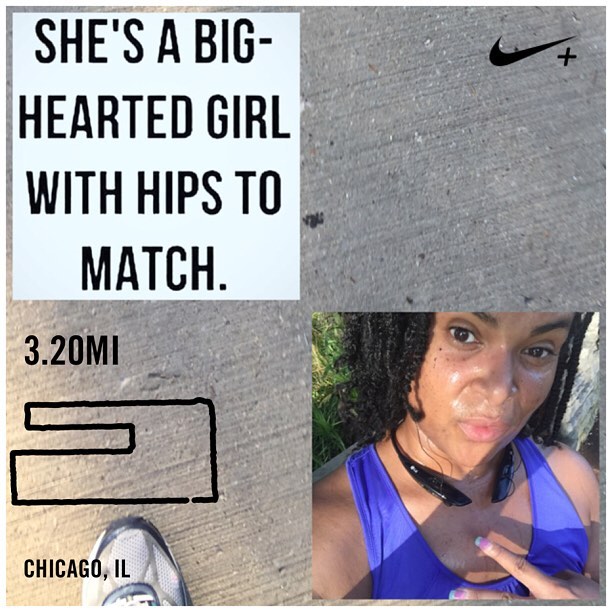 SHE'S A BIG-
HEARTED GIRL
WITH HIPS TO
MATCH.
+
3.20MI
CHICAGO, IL